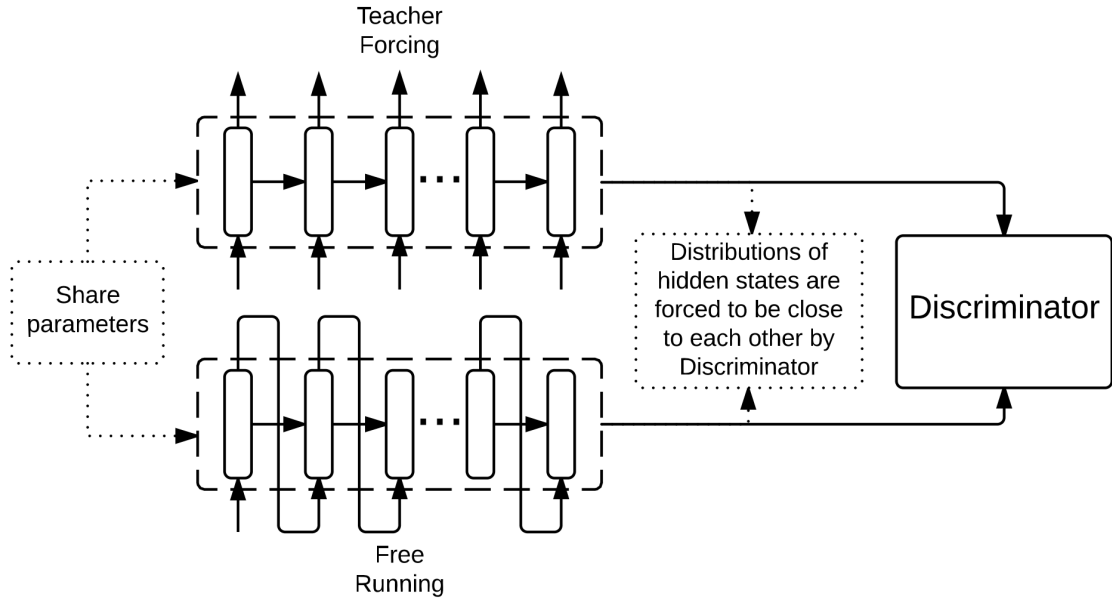 Teacher
Forcing
Share
parameters
Distributions of
hidden states are
forced to be close
to each other by
Discriminator
Discriminator
Free
Running